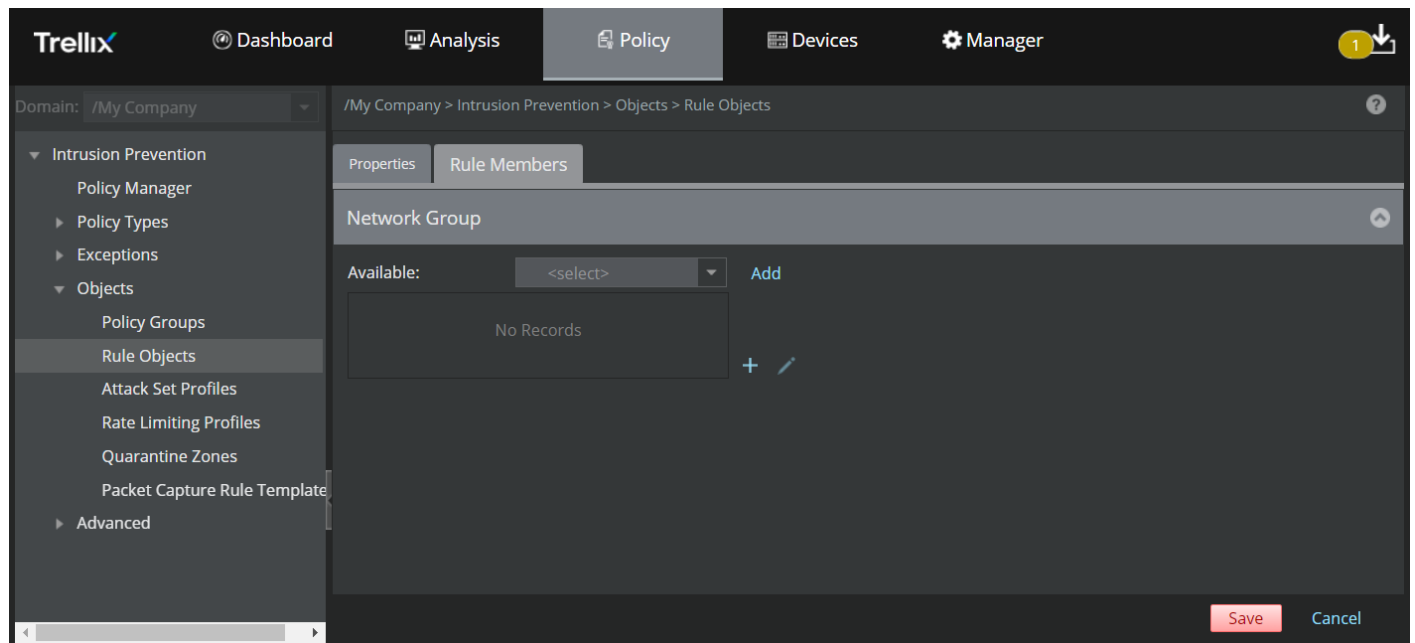 Trellix Dashboard Analysis Policy Devices Manager 1
Domain: /My Company
/My Company > Intrusion Prevention > Objects > Rule Objects ?
Intrusion Prevention
Policy Manager
Policy Types
Exceptions
Objects
Policy Groups
Rule Objects
Attack Set Profiles
Rate Limiting Profiles
Quarantine Zones
Packet Capture Rule Template
Advanced
Properties Rule Members
Network Group
Available: <select> Add
No Records
+
Save Cancel